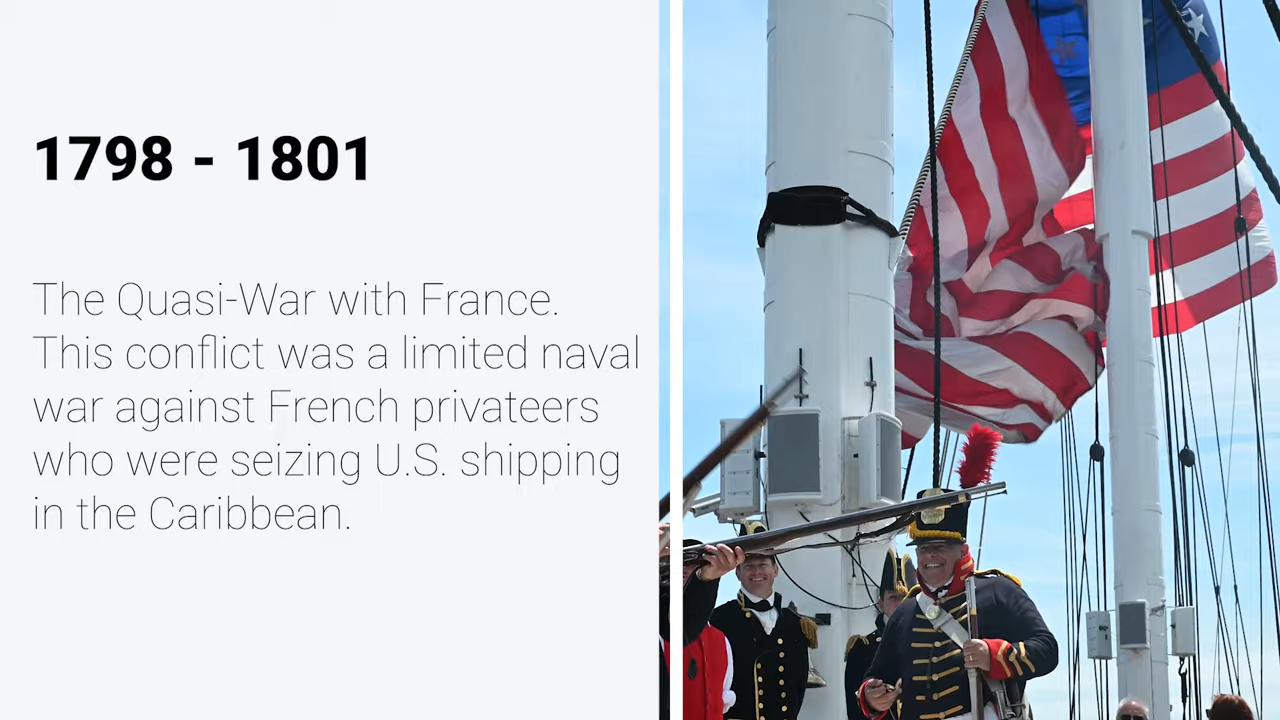 1798 - 1801
The Quasi-War with France.
This conflict was a limited naval
war against French privateers
who were seizing U.S. shipping
in the Caribbean.